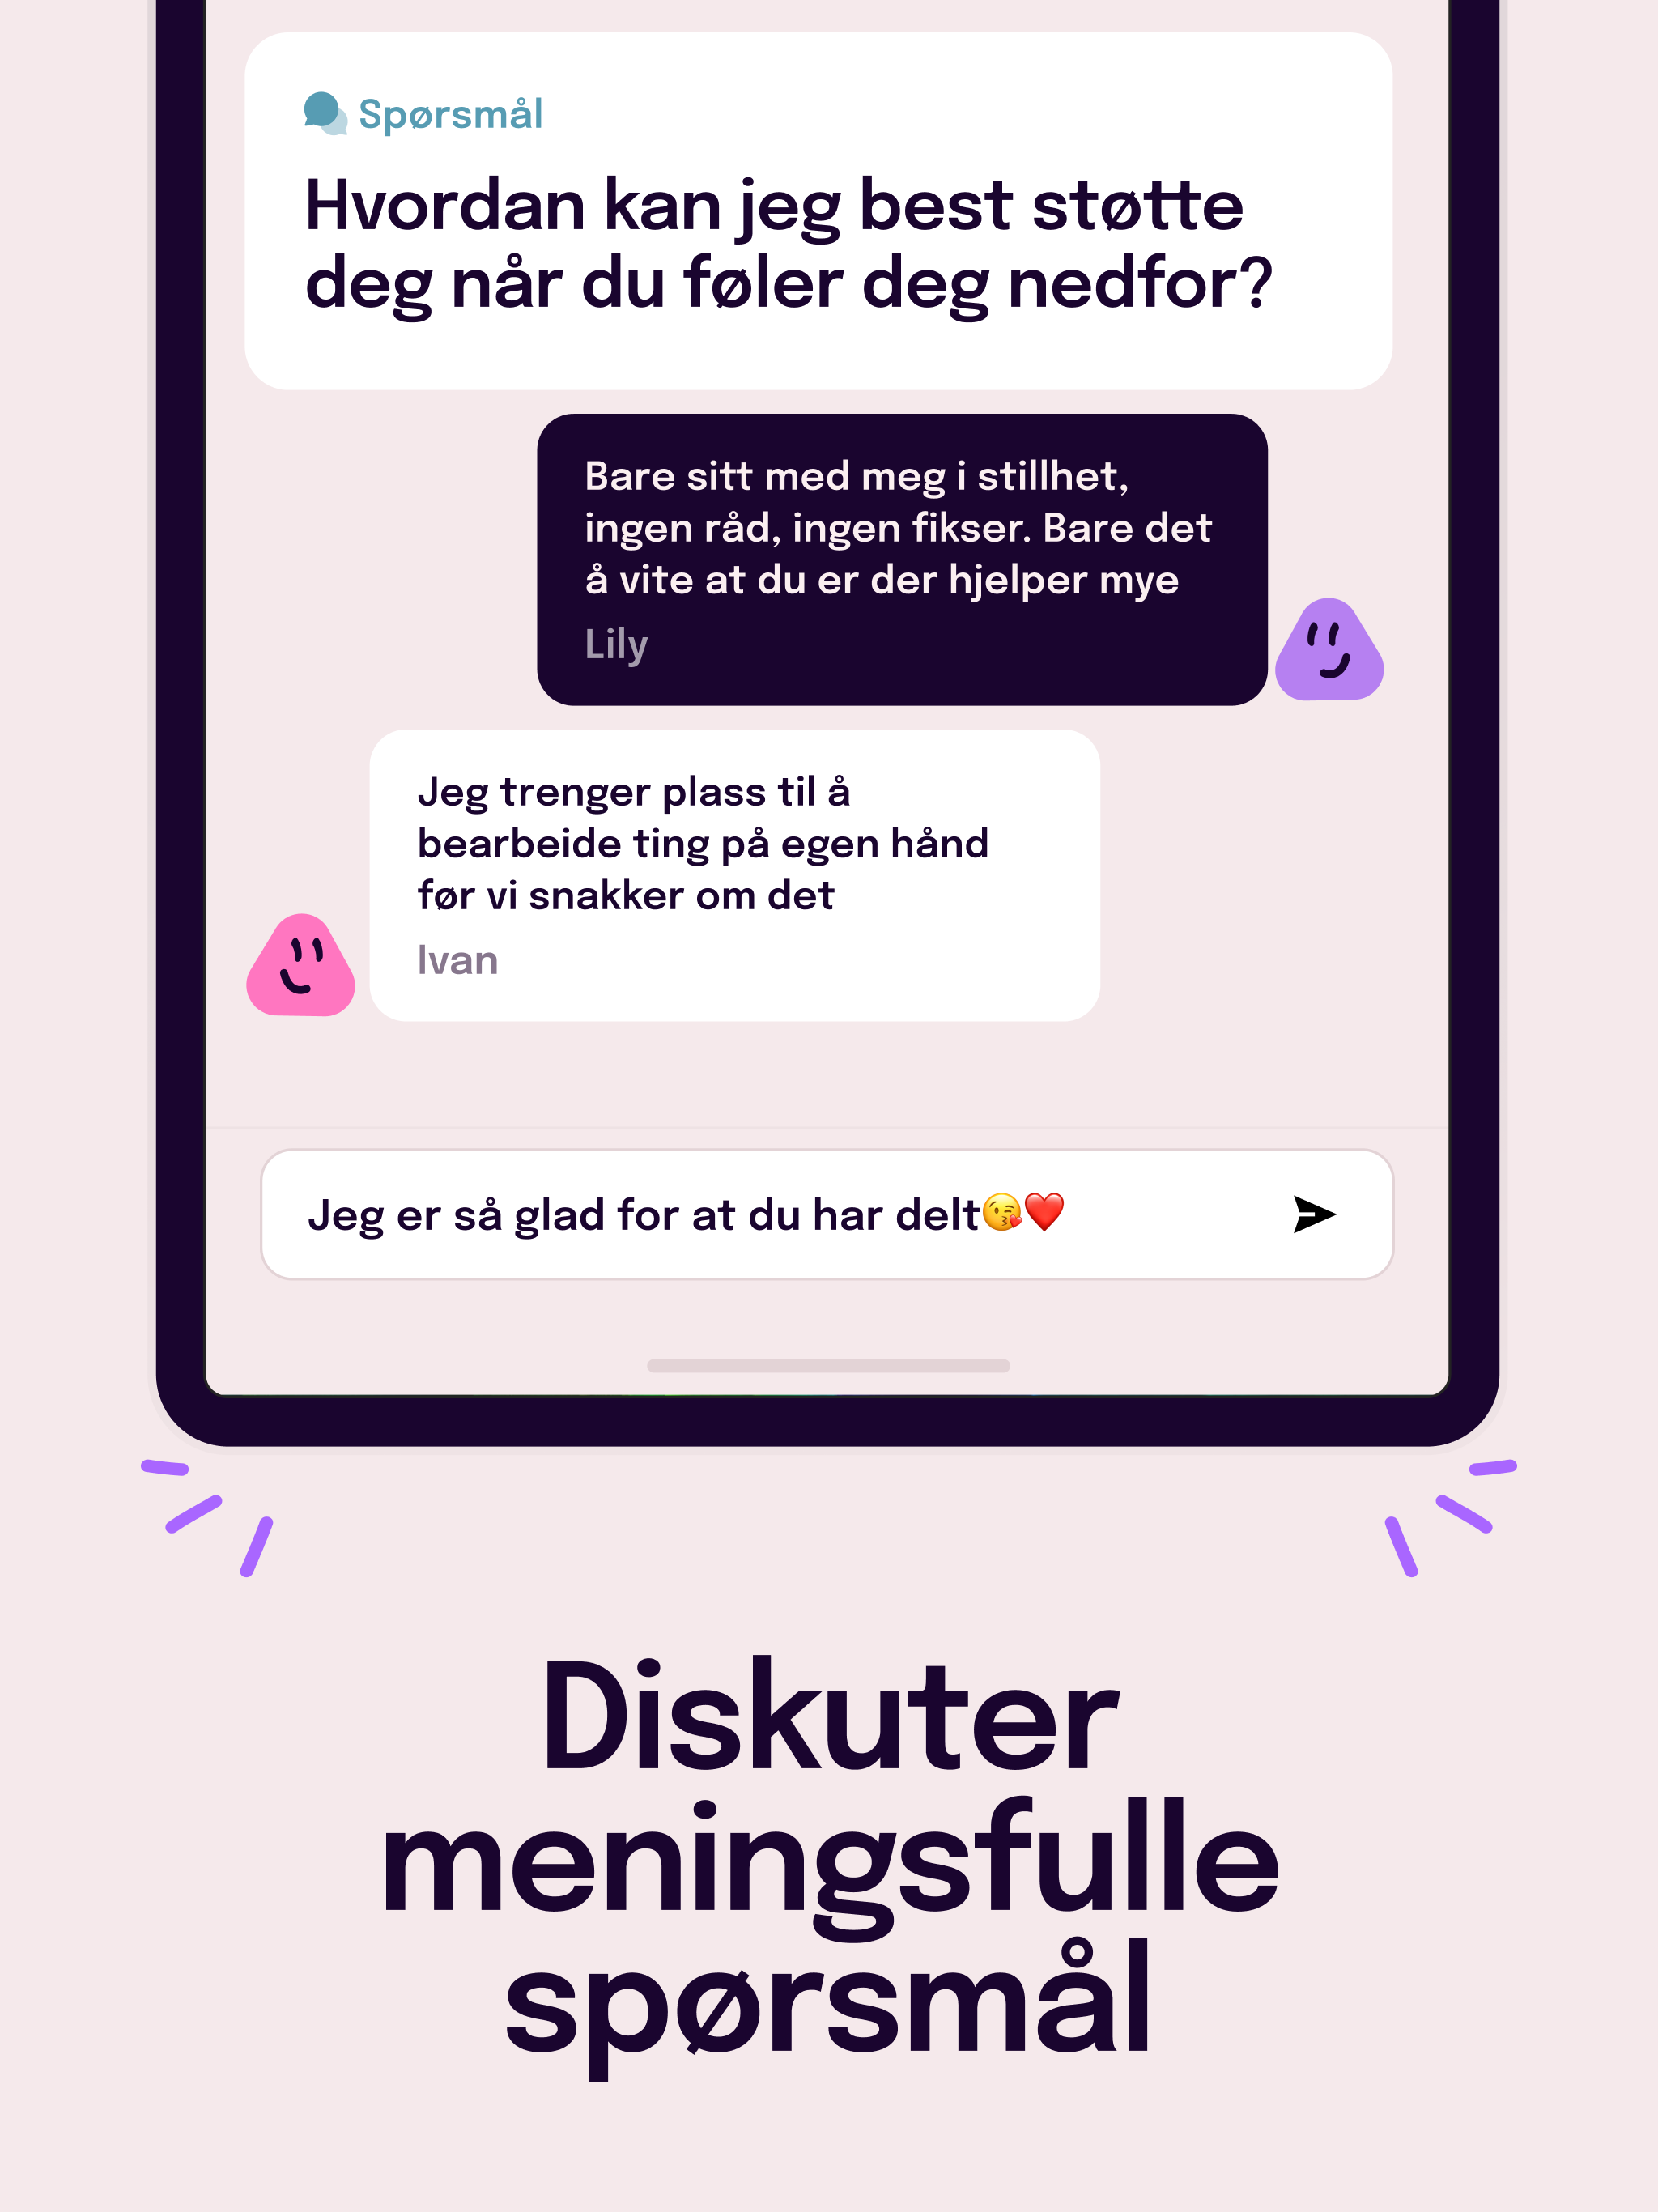 Spørsmål
Hvordan kan jeg best støtte
deg når du føler deg nedfor?
Bare sitt med meg i stillhet,
ingen råd, ingen fikser. Bare det
å vite at du er der hjelper mye
Lily
Jeg trenger plass til å
bearbeide ting på egen hånd
før vi snakker om det
Ivan
Jeg er så glad for at du har delt😘❤️
Diskuter
meningsfulle
spørsmål